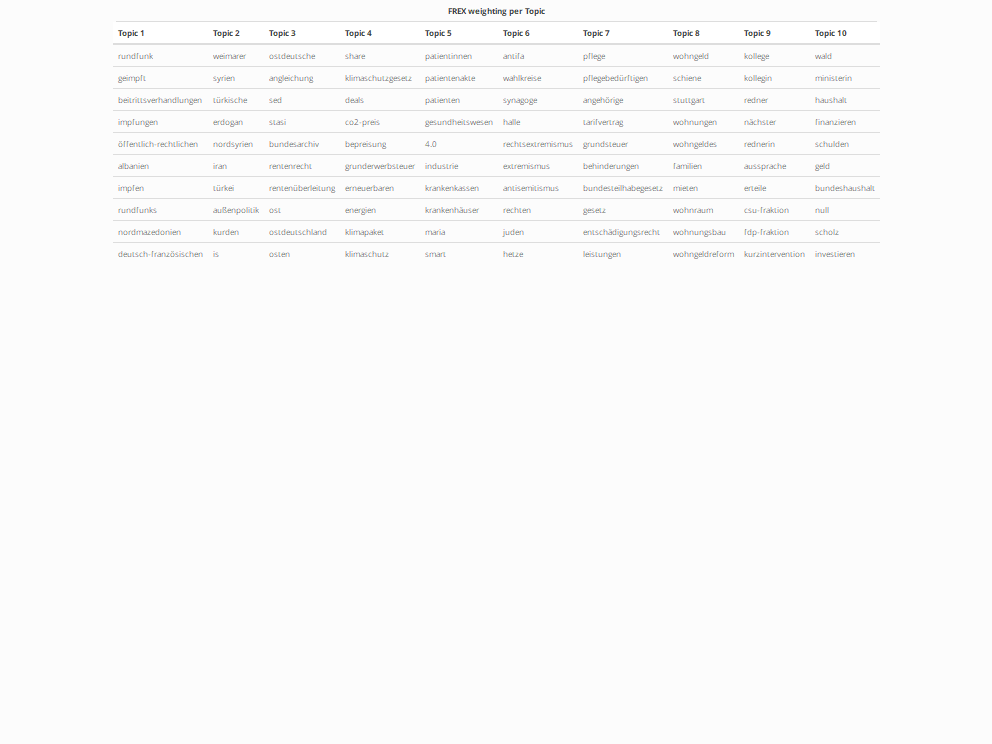 FREX weighting per Topic
Topic 1 Topic 2 Topic 3 Topic 4 Topic 5 Topic 6 Topic 7 Topic 8 Topic 9 Topic 10
rundfunk weimarer ostdeutsche share patientinnen antifa pflege wohngeld kollege wald
geimpft syrien angleichung klimaschutzgesetz patientenakte wahlkreise pflegebedürftigen schiene kollegin ministerin
beitrittsverhandlungen türkische sed deals patienten synagoge angehörige stuttgart redner haushalt
impfungen erdogan stasi co2-preis gesundheitswesen halle tarifvertrag wohnungen nächster finanzieren
öffentlich-rechtlichen nordsyrien bundesarchiv bepreisung 4.0 rechtsextremismus grundsteuer wohngeldes rednerin schulden
albanien iran rentenrecht grunderwerbsteuer industrie extremismus behinderungen familien aussprache geld
impfen türkei rentenüberleitung erneuerbaren krankenkassen antisemitismus bundesteilhabegesetz mieten erteile bundeshaushalt
rundfunks außenpolitik ost energien krankenhäuser rechten gesetz wohnraum csu-fraktion null
nordmazedonien kurden ostdeutschland klimapaket maria juden entschädigungsrecht wohnungsbau fdp-fraktion scholz
deutsch-französischen is osten klimaschutz smart hetze leistungen wohngeldreform kurzintervention investieren